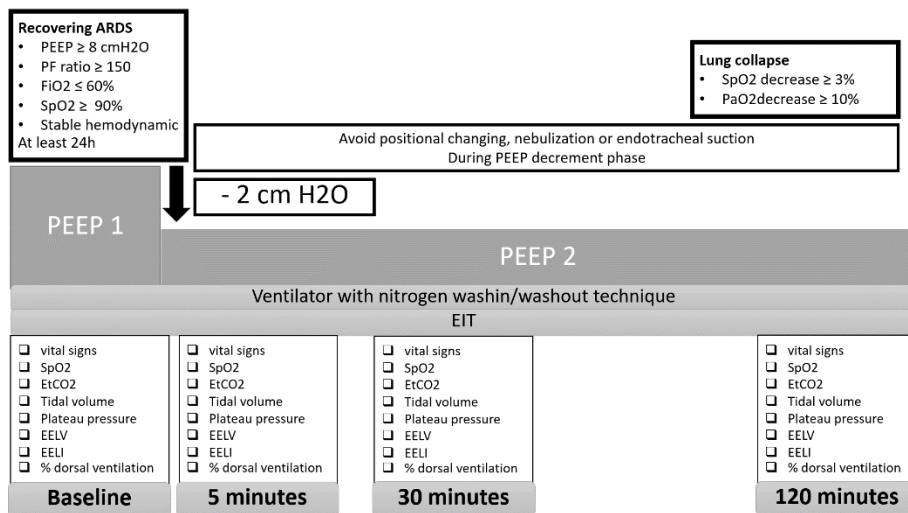 Recovering ARDS
• PEEP ≥ 8 cmH2O
• PF ratio ≥ 150
• FiO2 ≤ 60%
• SpO2 ≥ 90%
• Stable hemodynamic
At least 24h
Lung collapse
• SpO2 decrease ≥ 3%
• PaO2decrease ≥ 10%
Avoid positional changing, nebulization or endotracheal suction
During PEEP decrement phase
- 2 cm H2O
PEEP 1
PEEP 2
Ventilator with nitrogen washin/washout technique
EIT
❑ vital signs
❑ SpO2
❑ EtCO2
❑ Tidal volume
❑ Plateau pressure
❑ EELV
❑ EELI
❑ % dorsal ventilation
Baseline
❑ vital signs
❑ SpO2
❑ EtCO2
❑ Tidal volume
❑ Plateau pressure
❑ EELV
❑ EELI
❑ % dorsal ventilation
5 minutes
❑ vital signs
❑ SpO2
❑ EtCO2
❑ Tidal volume
❑ Plateau pressure
❑ EELV
❑ EELI
❑ % dorsal ventilation
30 minutes
❑ vital signs
❑ SpO2
❑ EtCO2
❑ Tidal volume
❑ Plateau pressure
❑ EELV
❑ EELI
❑ % dorsal ventilation
120 minutes